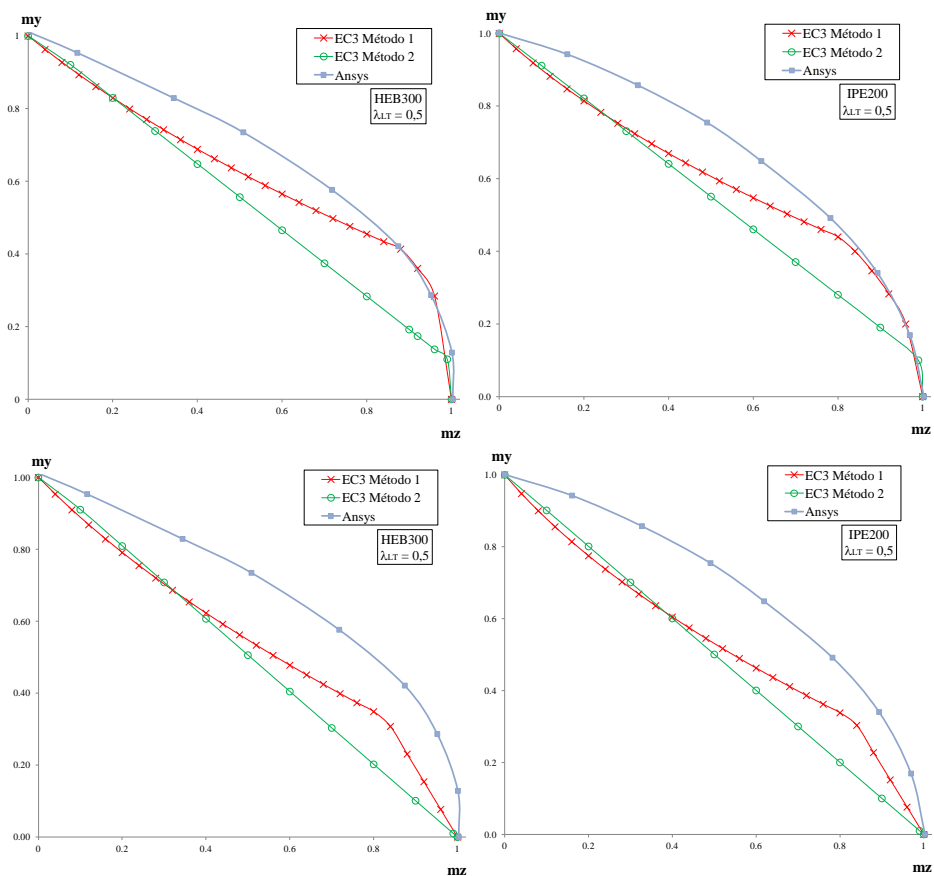 my
EC3 Método 1
EC3 Método 2
Ansys
HEB300
λLT = 0,5
1
0.8
0.6
0.4
0.2
0
0 0.2 0.4 0.6 0.8 1
mz
my
EC3 Método 1
EC3 Método 2
Ansys
IPE200
λLT = 0,5
1.0
0.8
0.6
0.4
0.2
0.0
0 0.2 0.4 0.6 0.8 1
mz
my
EC3 Método 1
EC3 Método 2
Ansys
HEB300
λLT = 0,5
1.00
0.80
0.60
0.40
0.20
0.00
0 0.2 0.4 0.6 0.8 1
mz
my
EC3 Método 1
EC3 Método 2
Ansys
IPE200
λLT = 0,5
1.0
0.8
0.6
0.4
0.2
0.0
0 0.2 0.4 0.6 0.8 1
mz